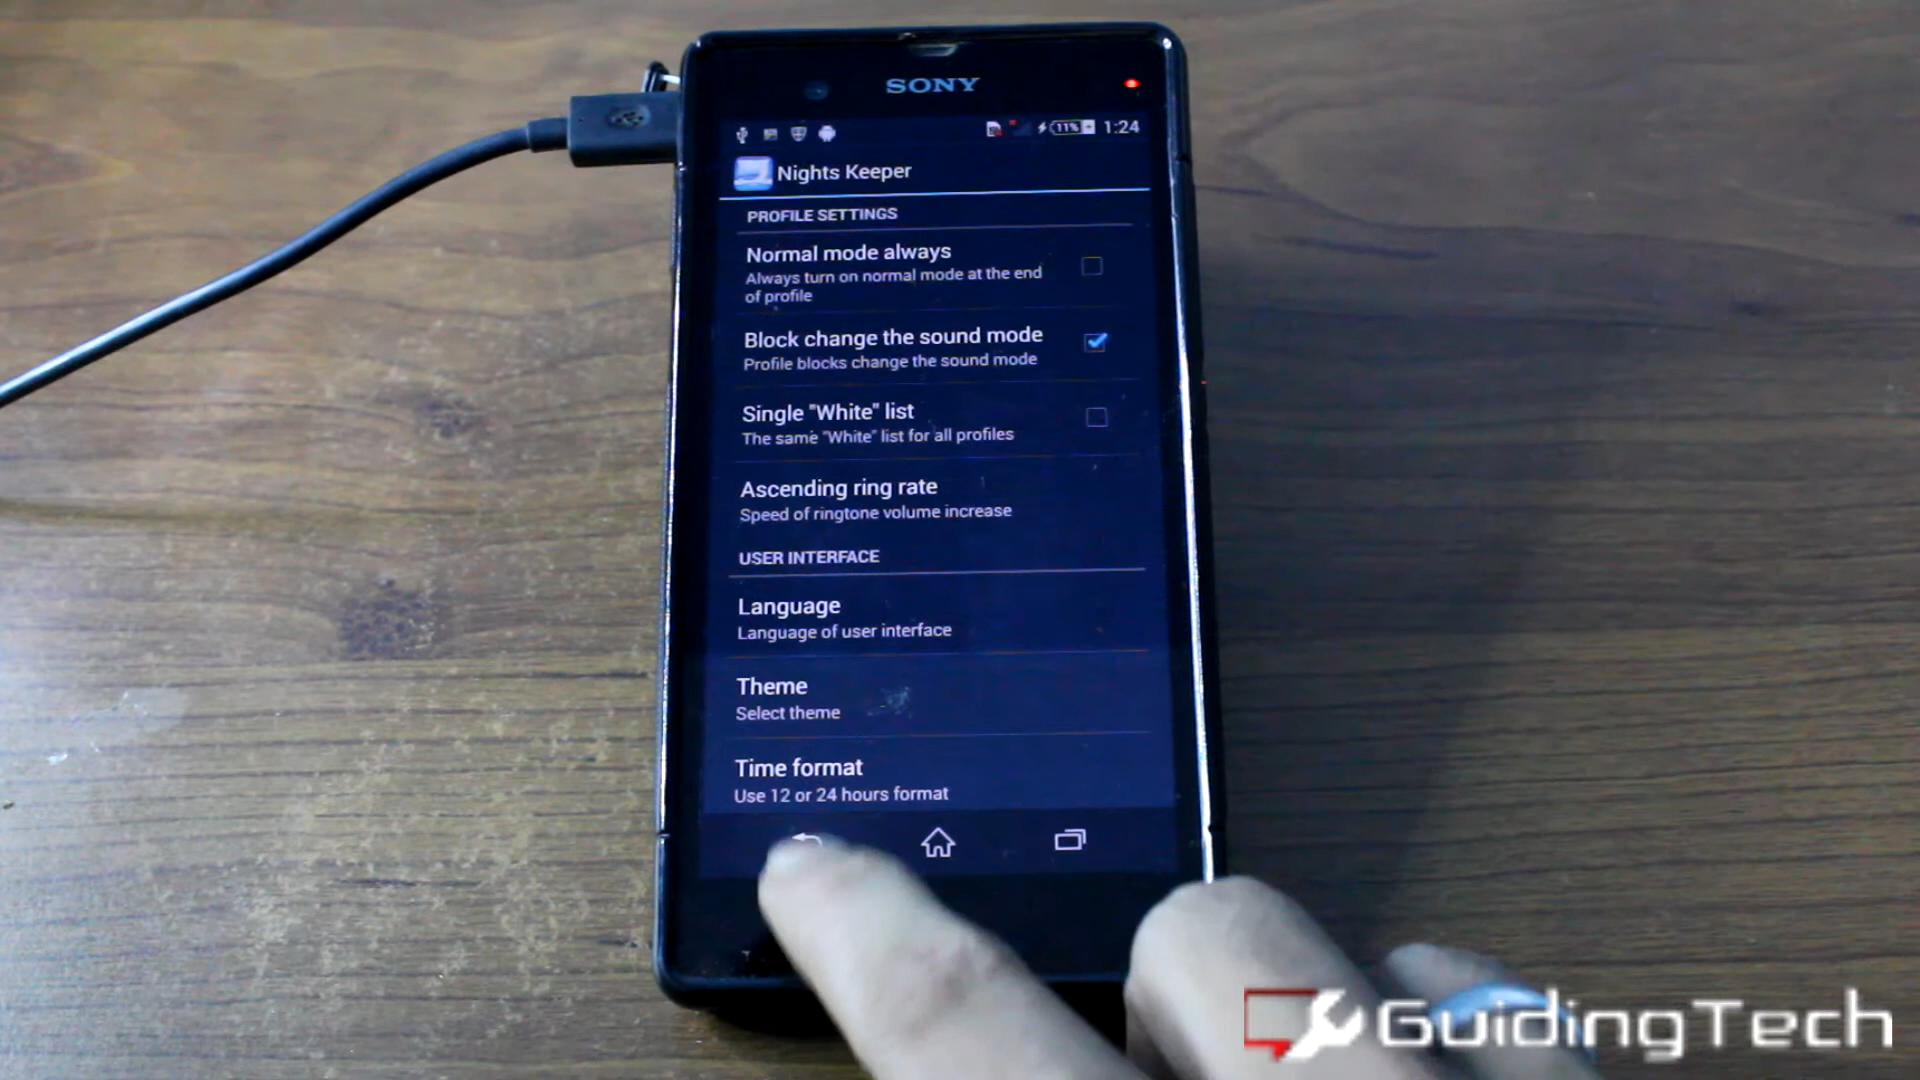 SONY
11% 1:24
Nights Keeper
PROFILE SETTINGS
Normal mode always
Always turn on normal mode at the end
of profile
Block change the sound mode
Profile blocks change the sound mode
Single "White" list
The same "White" list for all profiles
Ascending ring rate
Speed of ringtone volume increase
USER INTERFACE
Language
Language of user interface
Theme
Select theme
Time format
Use 12 or 24 hours format
GuidingTech